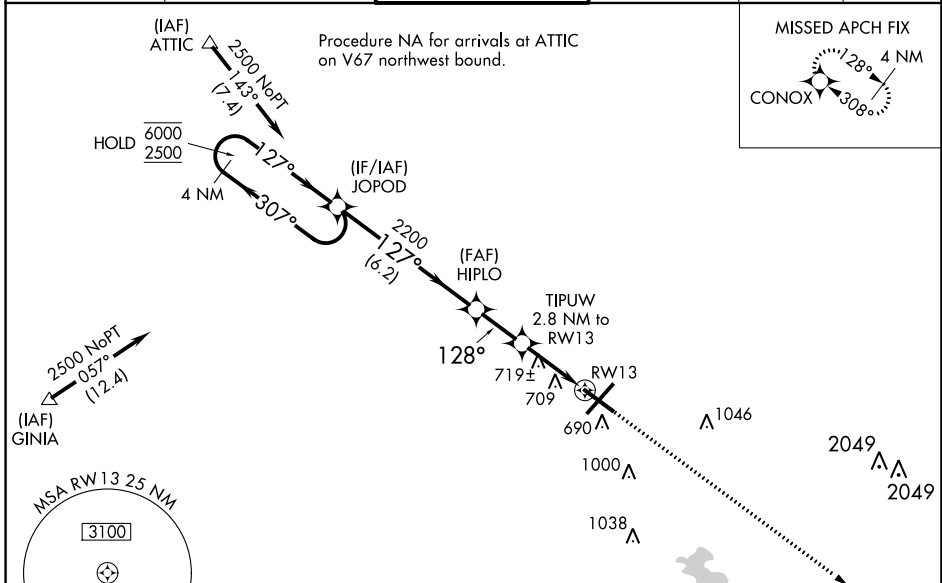 (IAF)
ATTIC
2500 NoPT
143°
(7.4)
Procedure NA for arrivals at ATTIC
on V67 northwest bound.
MISSED APCH FIX
128°
4 NM
CONOX
308°
HOLD
6000
2500
127°
4 NM
307°
(IF/IAF)
JOPOD
2200
127°
(6.2)
(FAF)
HIPLO
TIPUW
2.8 NM to
RW13
128°
719±
709
RW13
690
1046
2500 NoPT
057°
(12.4)
(IAF)
GINIA
1000
2049
2049
1038
MSA RW13 25 NM
3100